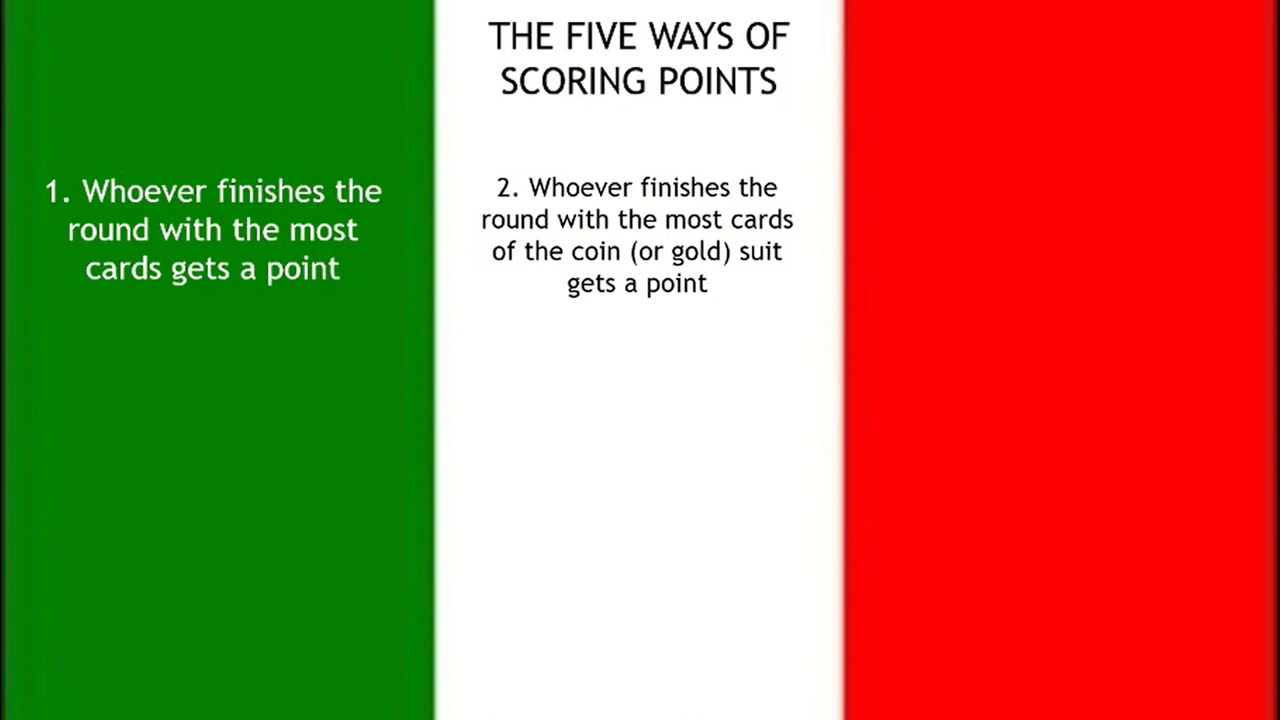 THE FIVE WAYS OF
SCORING POINTS
1. Whoever finishes the
round with the most
cards gets a point
2. Whoever finishes the
round with the most cards
of the coin (or gold) suit
gets a point